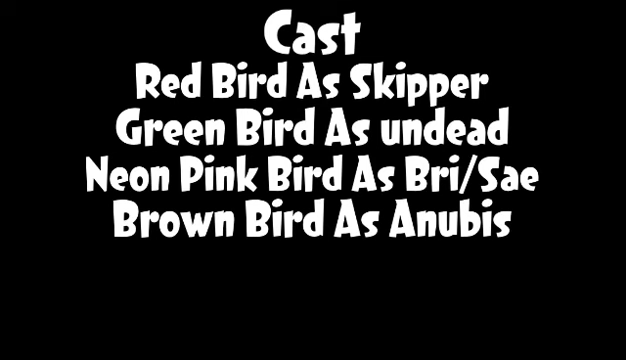 Cast
Red Bird As Skipper
Green Bird As undead
Neon Pink Bird As Bri/Sae
Brown Bird As Anubis